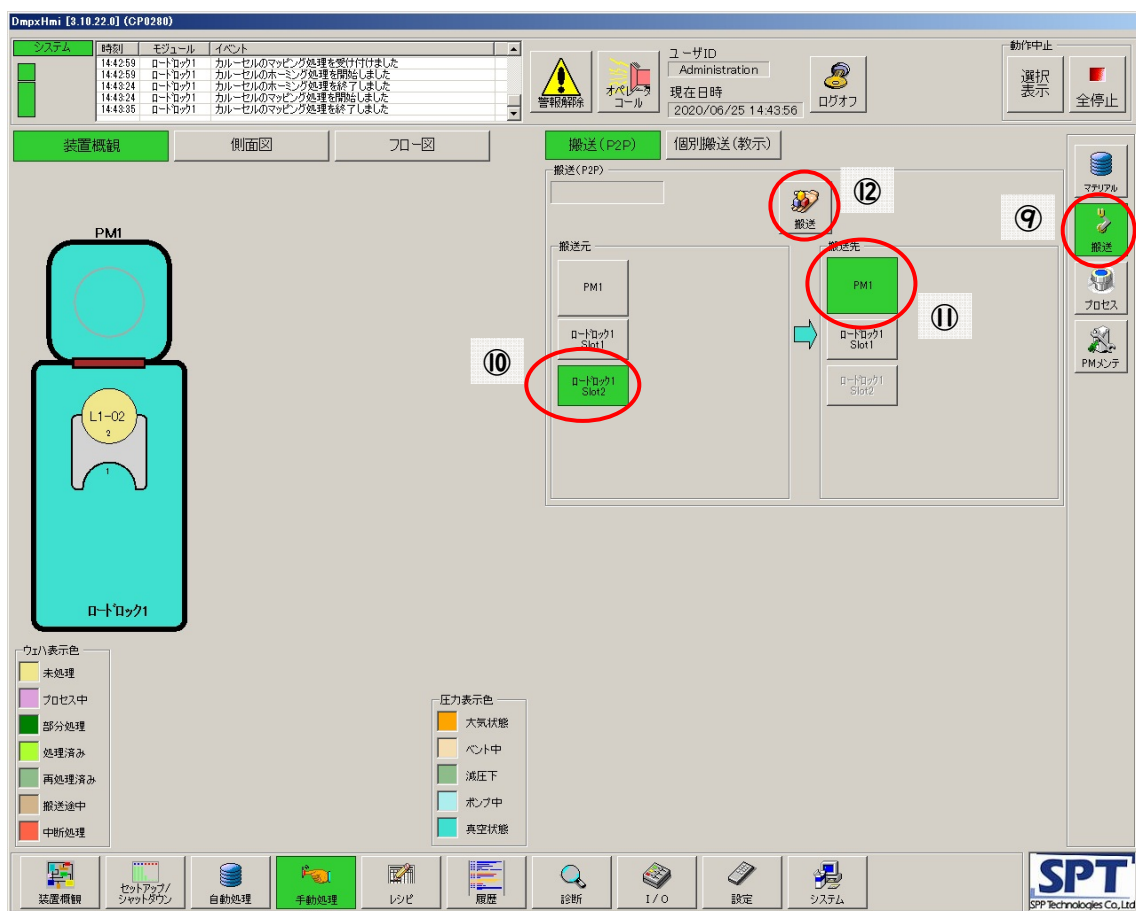 DmpxHmi [3.10.22.0] (CP0280)
システム
時刻 モジュール イベント
14:42:59 ロードロック1 カルーセルのマッピング処理を受け付けました
14:42:59 ロードロック1 カルーセルのホーミング処理を開始しました
14:43:24 ロードロック1 カルーセルのホーミング処理を終了しました
14:43:24 ロードロック1 カルーセルのマッピング処理を開始しました
14:43:35 ロードロック1 カルーセルのマッピング処理を終了しました
警報解除
オペレータ
コール
ユーザID
Administration
現在日時
2020/06/25 14:43:56
ログオフ
動作中止
選択
表示
全停止
装置概観 側面図 フロー図
搬送(P2P) 個別搬送(教示)
搬送(P2P)
搬送
⑫
マテリアル
⑨
搬送
プロセス
PMメンテ
搬送元
PM1
ロードロック1
Slot1
⑩
ロードロック1
Slot2
搬送先
PM1
⑪
ロードロック1
Slot1
ロードロック1
Slot2
PM1
L1-02
2
1
ロードロック1
ウェハ表示色
未処理
プロセス中
部分処理
処理済み
再処理済み
搬送途中
中断処理
圧力表示色
大気状態
ベント中
減圧下
ポンプ中
真空状態
装置概観
セットアップ/
シャットダウン
自動処理
手動処理
レシピ
履歴
診断
I/O
設定
システム
SPT
SPP Technologies Co., Ltd